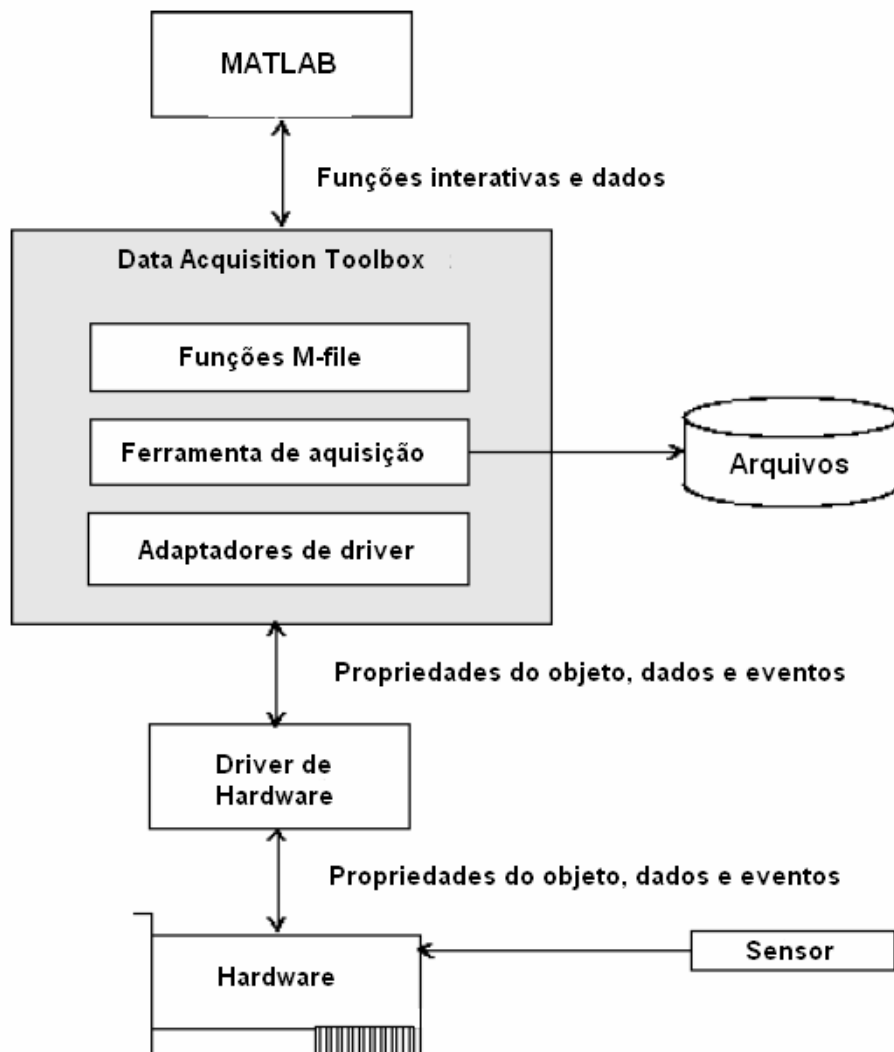 MATLAB
Funções interativas e dados
Data Acquisition Toolbox
Funções M-file
Ferramenta de aquisição
Arquivos
Adaptadores de driver
Propriedades do objeto, dados e eventos
Driver de
Hardware
Propriedades do objeto, dados e eventos
Sensor
Hardware